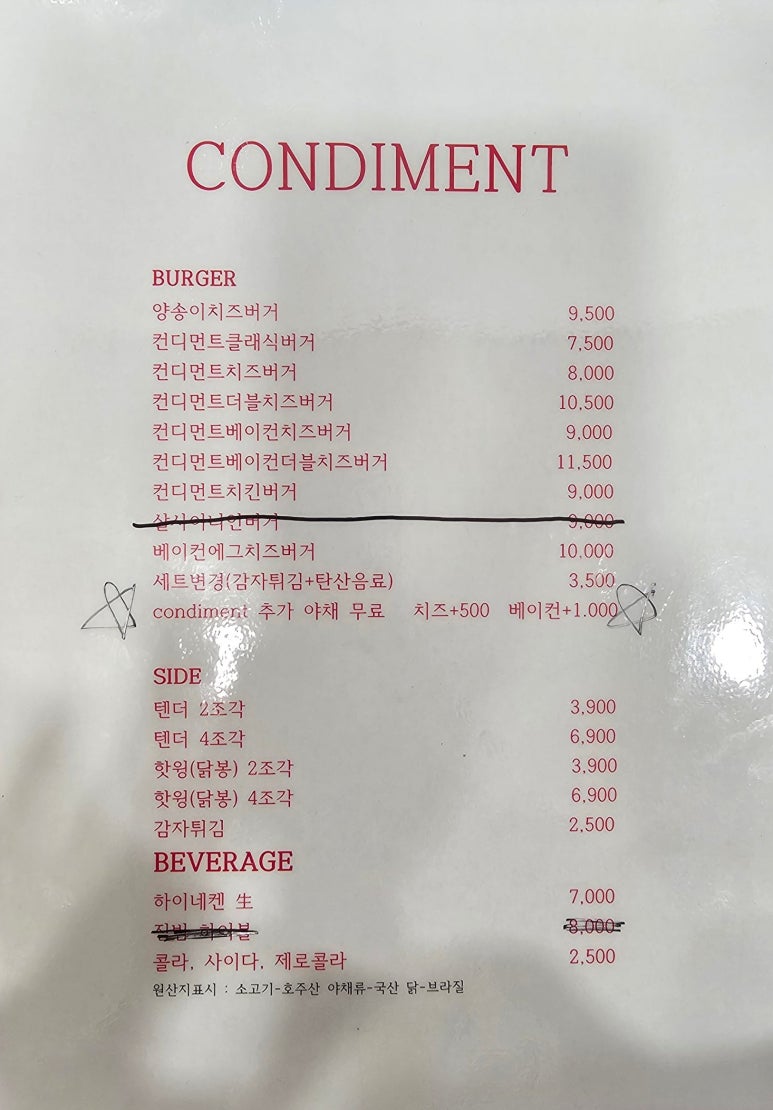 CONDIMENT
BURGER
양송이치즈버거 9,500
컨디먼트클래식버거 7,500
컨디먼트치즈버거 8,000
컨디먼트더블치즈버거 10,500
컨디먼트베이컨치즈버거 9,000
컨디먼트베이컨더블치즈버거 11,500
컨디먼트치킨버거 9,000
9,000
베이컨에그치즈버거 10,000
세트변경(감자튀김+탄산음료) 3,500
condiment 추가 야채 무료 치즈+500 베이컨+1.000
SIDE
텐더 2조각 3,900
텐더 4조각 6,900
핫윙(닭봉) 2조각 3,900
핫윙(닭봉) 4조각 6,900
감자튀김 2,500
BEVERAGE
하이네켄 生 7,000
8,000
콜라, 사이다, 제로콜라 2,500
원산지표시 : 소고기-호주산 야채류-국산 닭-브라질